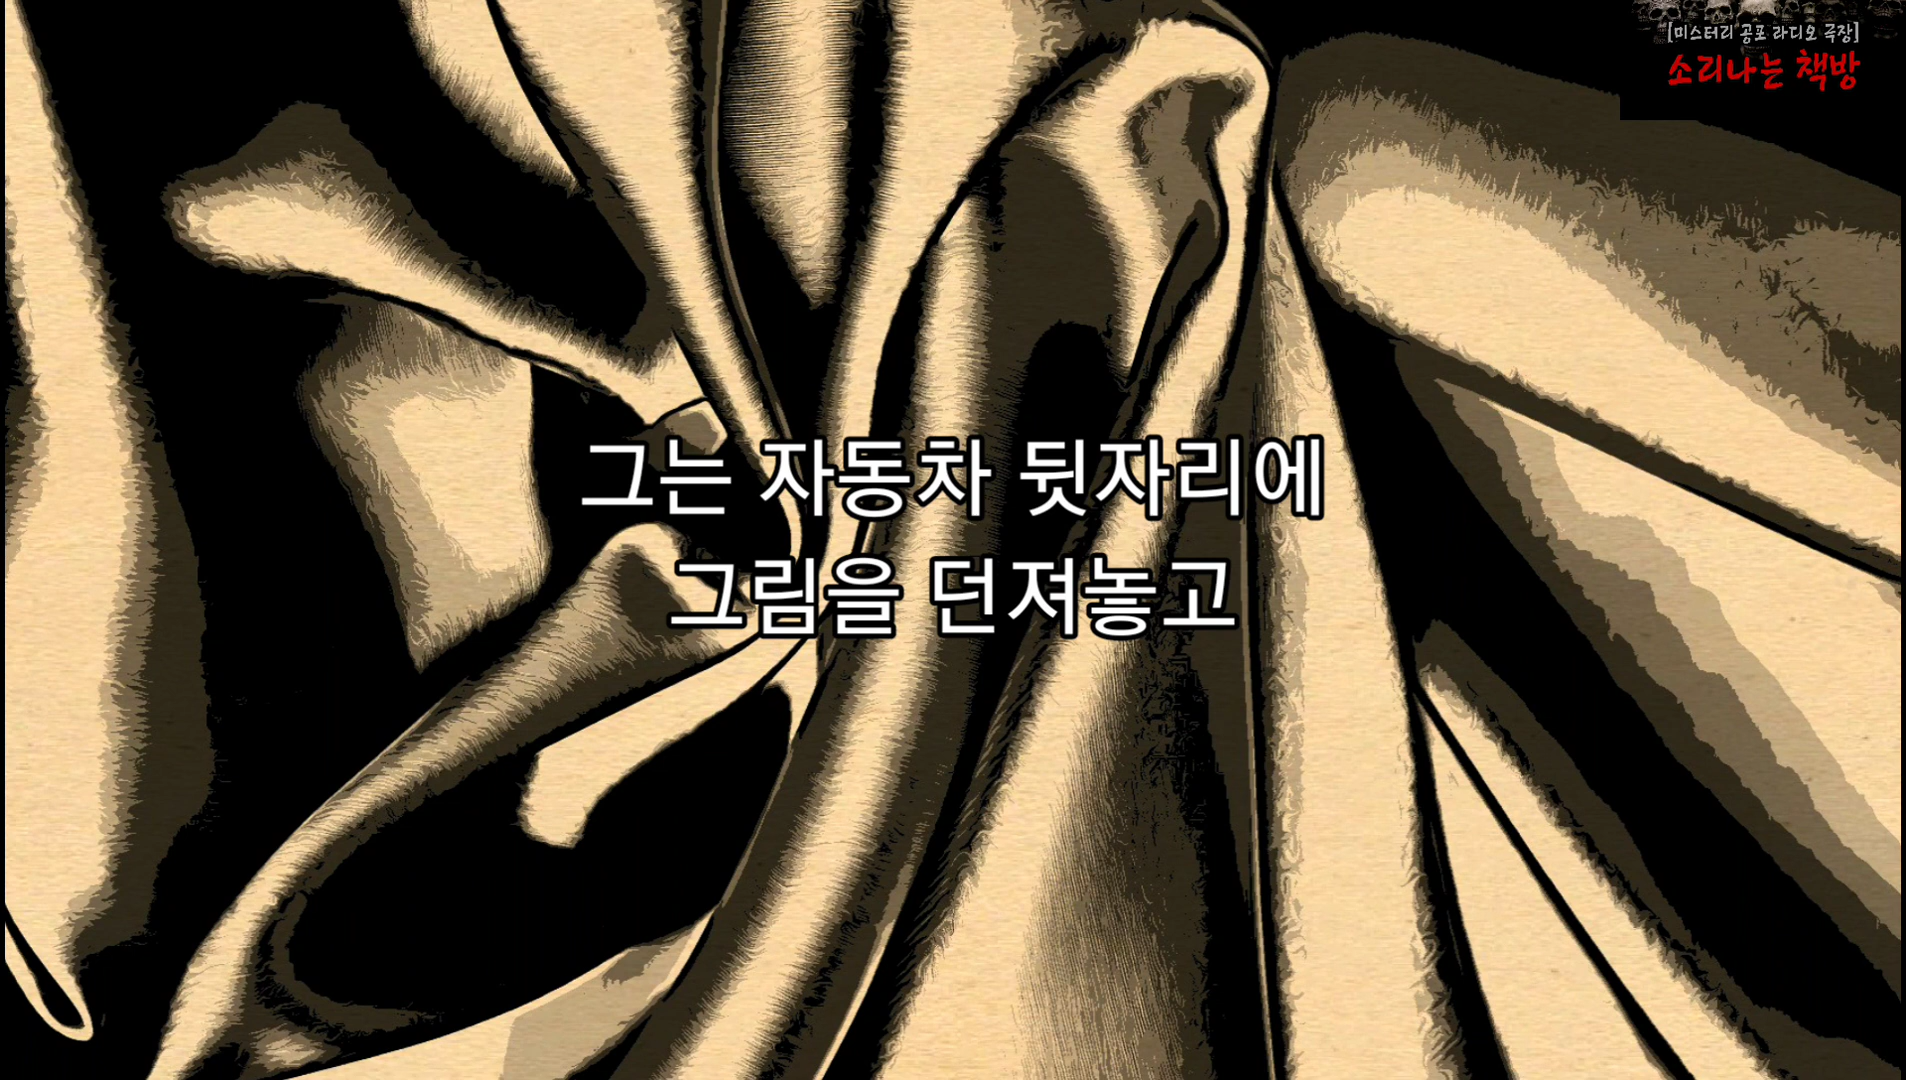 [미스터리 공포 라디오 극장]
소리나는 책방
그는 자동차 뒷자리에
그림을 던져놓고